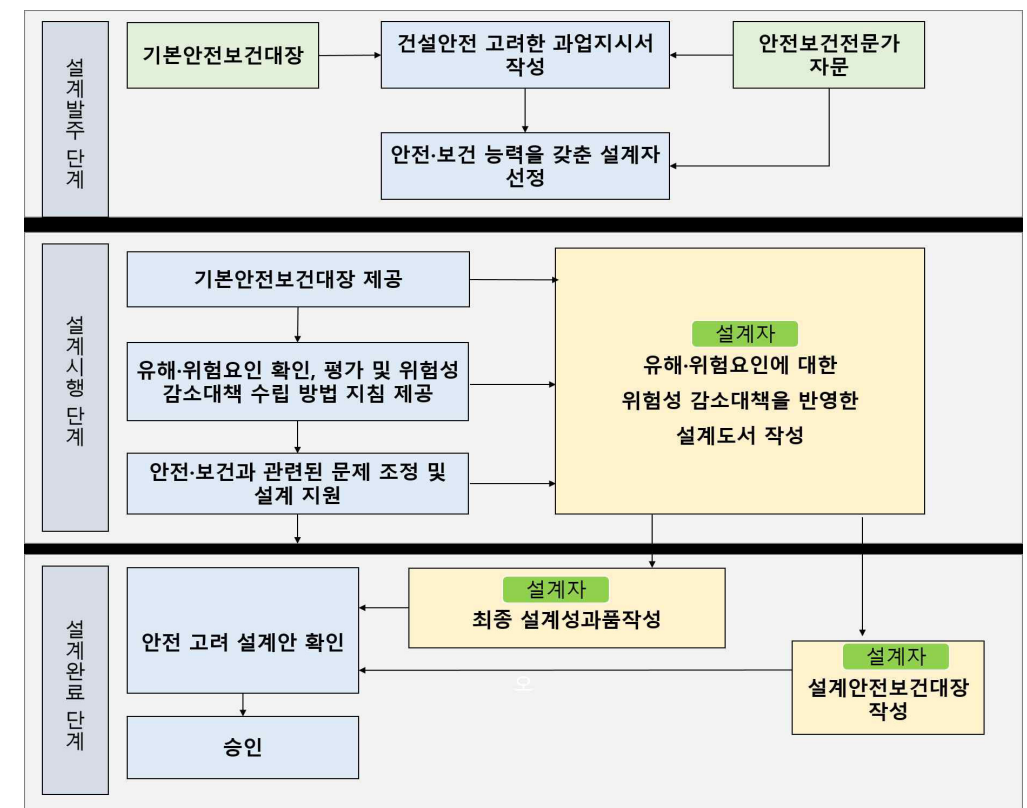 설계발주 단계
기본안전보건대장
건설안전 고려한 과업지시서
작성
안전보건전문가
자문
안전·보건 능력을 갖춘 설계자
선정
설계시행 단계
기본안전보건대장 제공
유해·위험요인 확인, 평가 및 위험성
감소대책 수립 방법 지침 제공
안전·보건과 관련된 문제 조정 및
설계 지원
설계자
유해·위험요인에 대한
위험성 감소대책을 반영한
설계도서 작성
설계완료 단계
안전 고려 설계안 확인
승인
설계자
최종 설계성과품작성
오
설계자
설계안전보건대장
작성